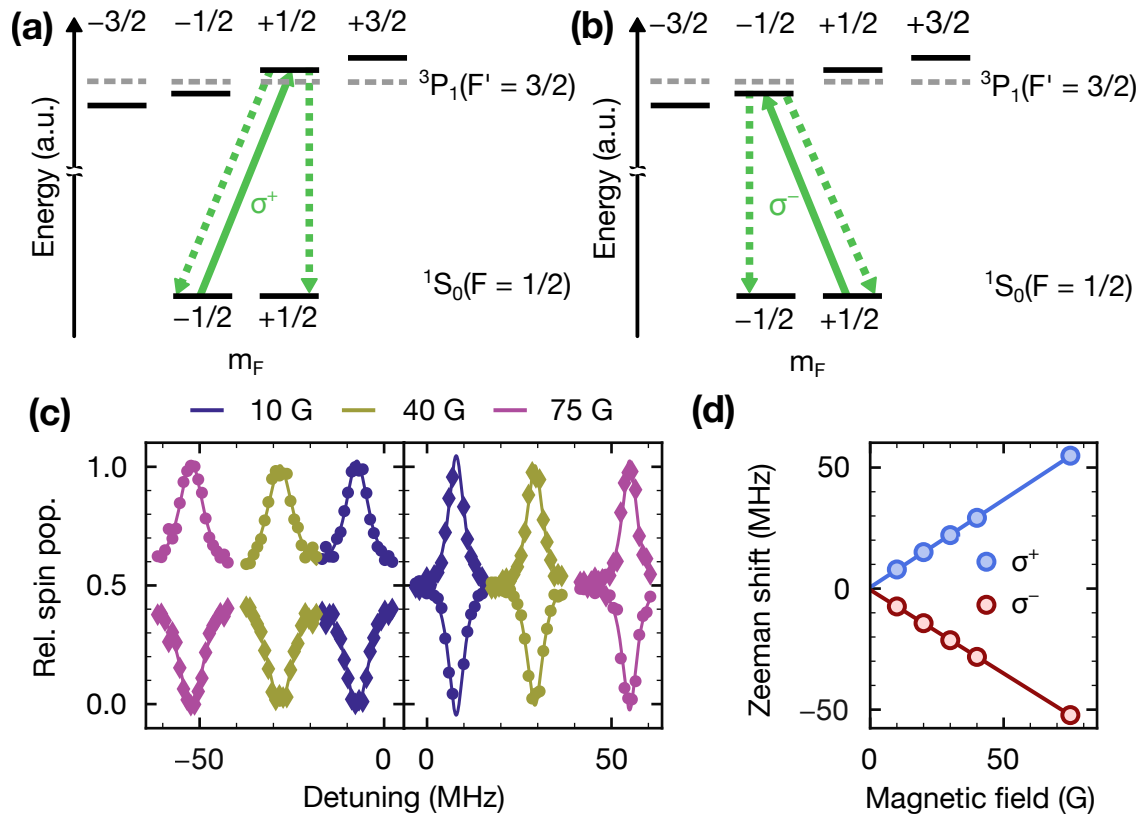 (a)
−3/2 −1/2 +1/2 +3/2
³P₁(F' = 3/2)
Energy (a.u.)
σ⁺
¹S₀(F = 1/2)
−1/2 +1/2
m_F
(b)
−3/2 −1/2 +1/2 +3/2
³P₁(F' = 3/2)
Energy (a.u.)
σ⁻
¹S₀(F = 1/2)
−1/2 +1/2
m_F
(c)
10 G 40 G 75 G
Rel. spin pop.
1.0
0.5
0.0
−50 0 0 50
Detuning (MHz)
(d)
Zeeman shift (MHz)
50
0
−50
σ⁺
σ⁻
0 50
Magnetic field (G)